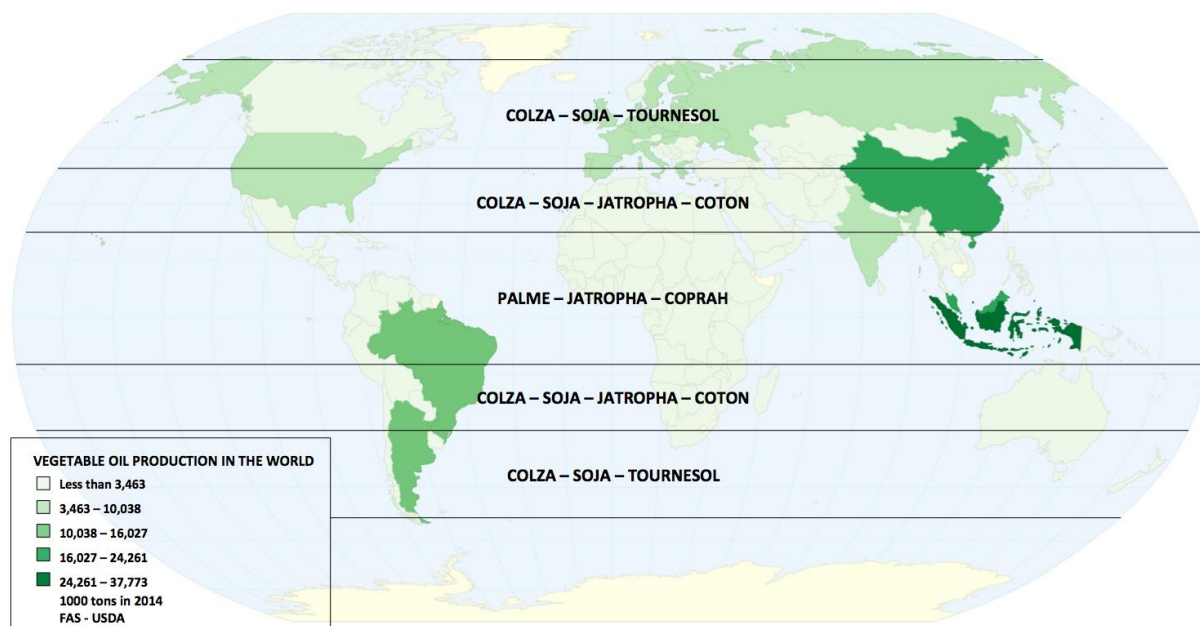 COLZA – SOJA – TOURNESOL
COLZA – SOJA – JATROPHA – COTON
PALME – JATROPHA – COPRAH
COLZA – SOJA – JATROPHA – COTON
COLZA – SOJA – TOURNESOL
VEGETABLE OIL PRODUCTION IN THE WORLD
Less than 3,463
3,463 – 10,038
10,038 – 16,027
16,027 – 24,261
24,261 – 37,773
1000 tons in 2014
FAS - USDA